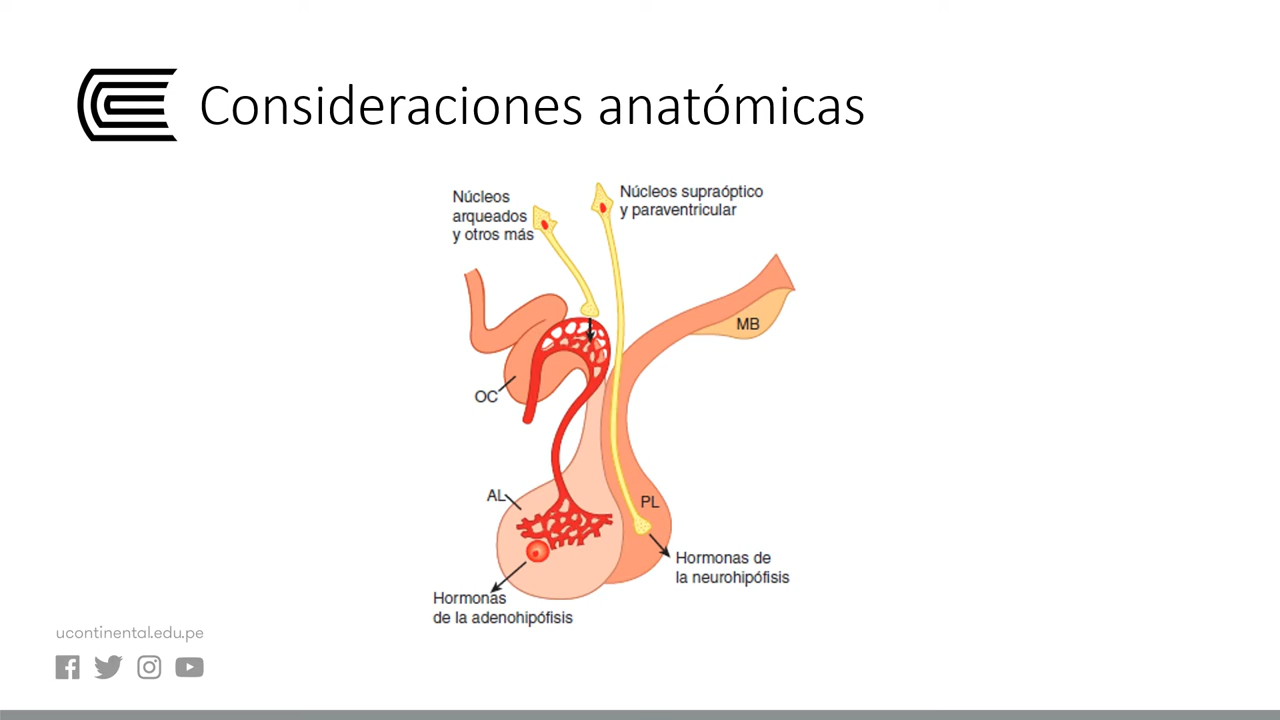 Consideraciones anatómicas
Núcleos
arqueados
y otros más
Núcleos supraóptico
y paraventricular
MB
OC
AL
PL
Hormonas de
la neurohipófisis
Hormonas
de la adenohipófisis
ucontinental.edu.pe